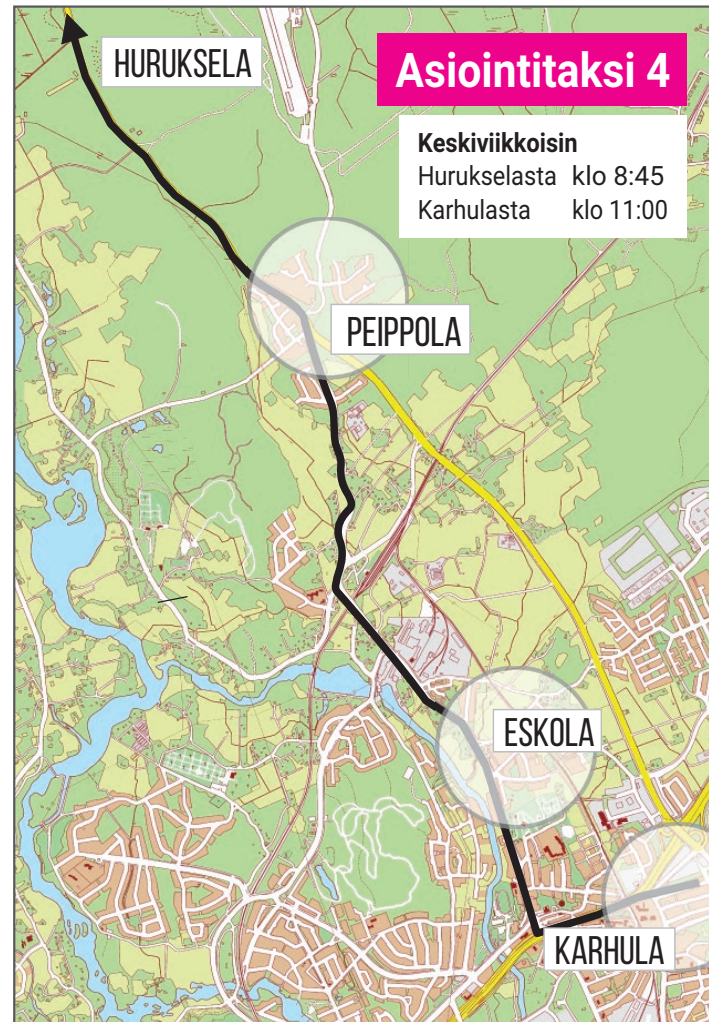 HURUKSELA
Asiointitaksi 4
Keskiviikkoisin
Hurukselasta klo 8:45
Karhulasta klo 11:00
PEIPPOLA
ESKOLA
KARHULA